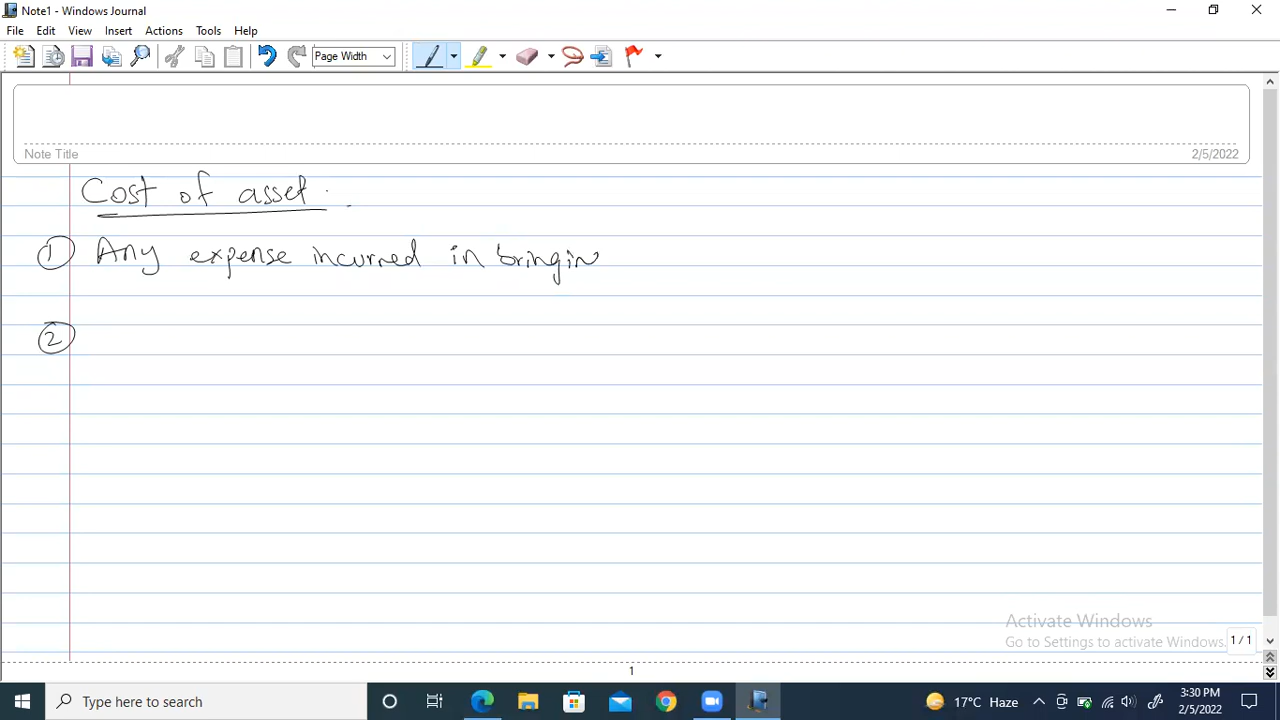 Note1 - Windows Journal
File Edit View Insert Actions Tools Help
Page Width
Note Title 2/5/2022
Cost of asset.
1 Any expense incurred in bringin
2
Activate Windows
Go to Settings to activate Windows.
1 / 1
1
Type here to search
17°C Haze
3:30 PM
2/5/2022